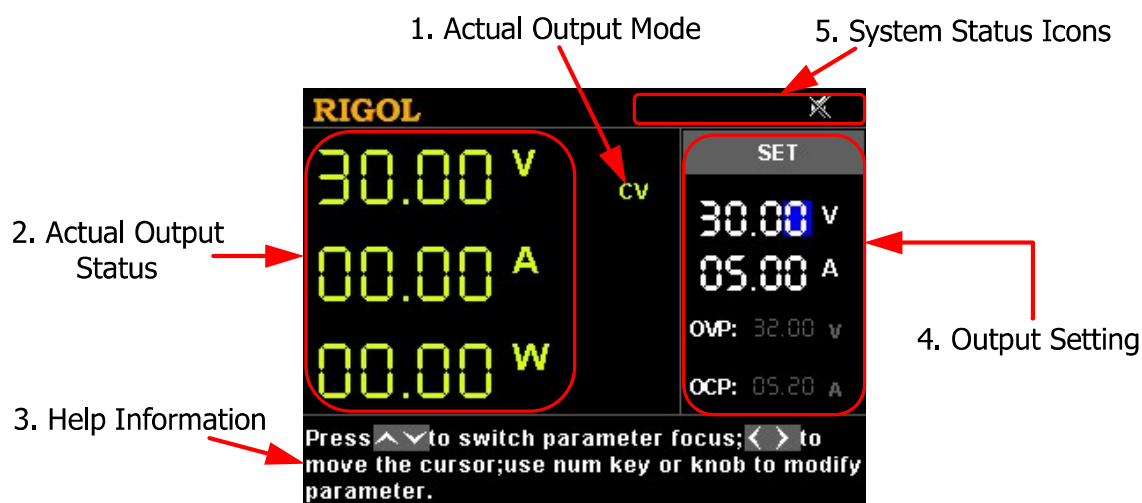 1. Actual Output Mode
5. System Status Icons
RIGOL
30.00 V
CV
SET
30.00 V
05.00 A
2. Actual Output
Status
00.00 A
OVP: 32.00 V
4. Output Setting
00.00 W
OCP: 05.20 A
3. Help Information
Press to switch parameter focus; to
move the cursor;use num key or knob to modify
parameter.